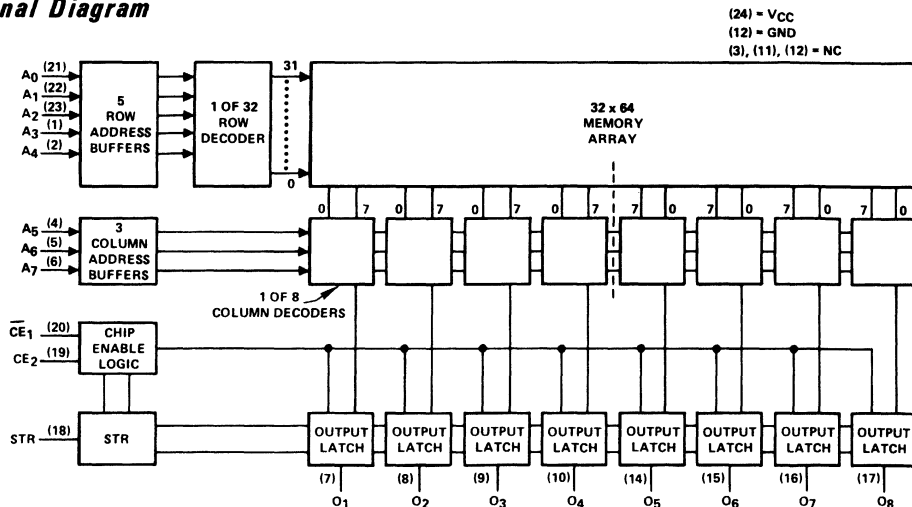 nal Diagram
(24) = VCC
(12) = GND
(3), (11), (12) = NC
A0 (21)
A1 (22)
A2 (23)
A3 (1)
A4 (2)
5
ROW
ADDRESS
BUFFERS
1 OF 32
ROW
DECODER
31
0
32 x 64
MEMORY
ARRAY
0 7 0 7 0 7 0 7 7 0 7 0 7 0 7 0
A5 (4)
A6 (5)
A7 (6)
3
COLUMN
ADDRESS
BUFFERS
1 OF 8
COLUMN DECODERS
C̅E̅1 (20)
CE2 (19)
CHIP
ENABLE
LOGIC
STR (18)
STR
OUTPUT LATCH
OUTPUT LATCH
OUTPUT LATCH
OUTPUT LATCH
OUTPUT LATCH
OUTPUT LATCH
OUTPUT LATCH
OUTPUT LATCH
(7) (8) (9) (10) (14) (15) (16) (17)
O1 O2 O3 O4 O5 O6 O7 O8